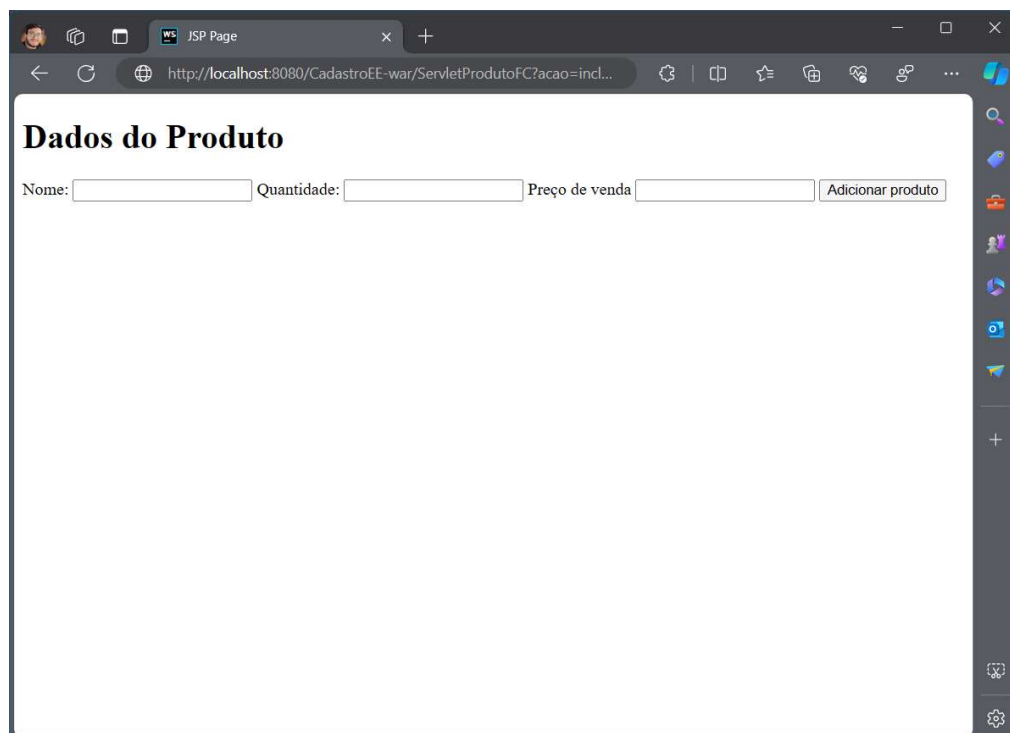 WS JSP Page
http://localhost:8080/CadastroEE-war/ServletProdutoFC?acao=incl...
Dados do Produto
Nome: Quantidade: Preço de venda Adicionar produto